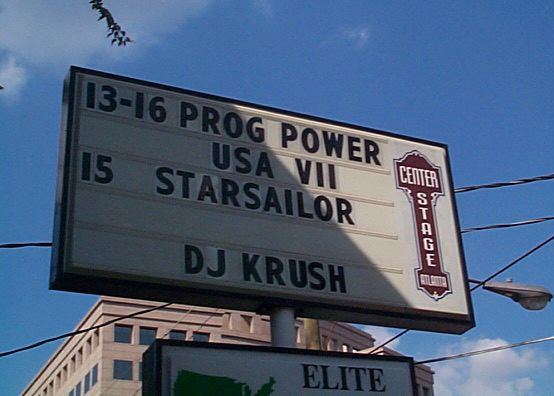 13-16 PROG POWER
USA VII
15 STARSAILOR
DJ KRUSH
CENTER
STAGE
ATLANTA
ELITE